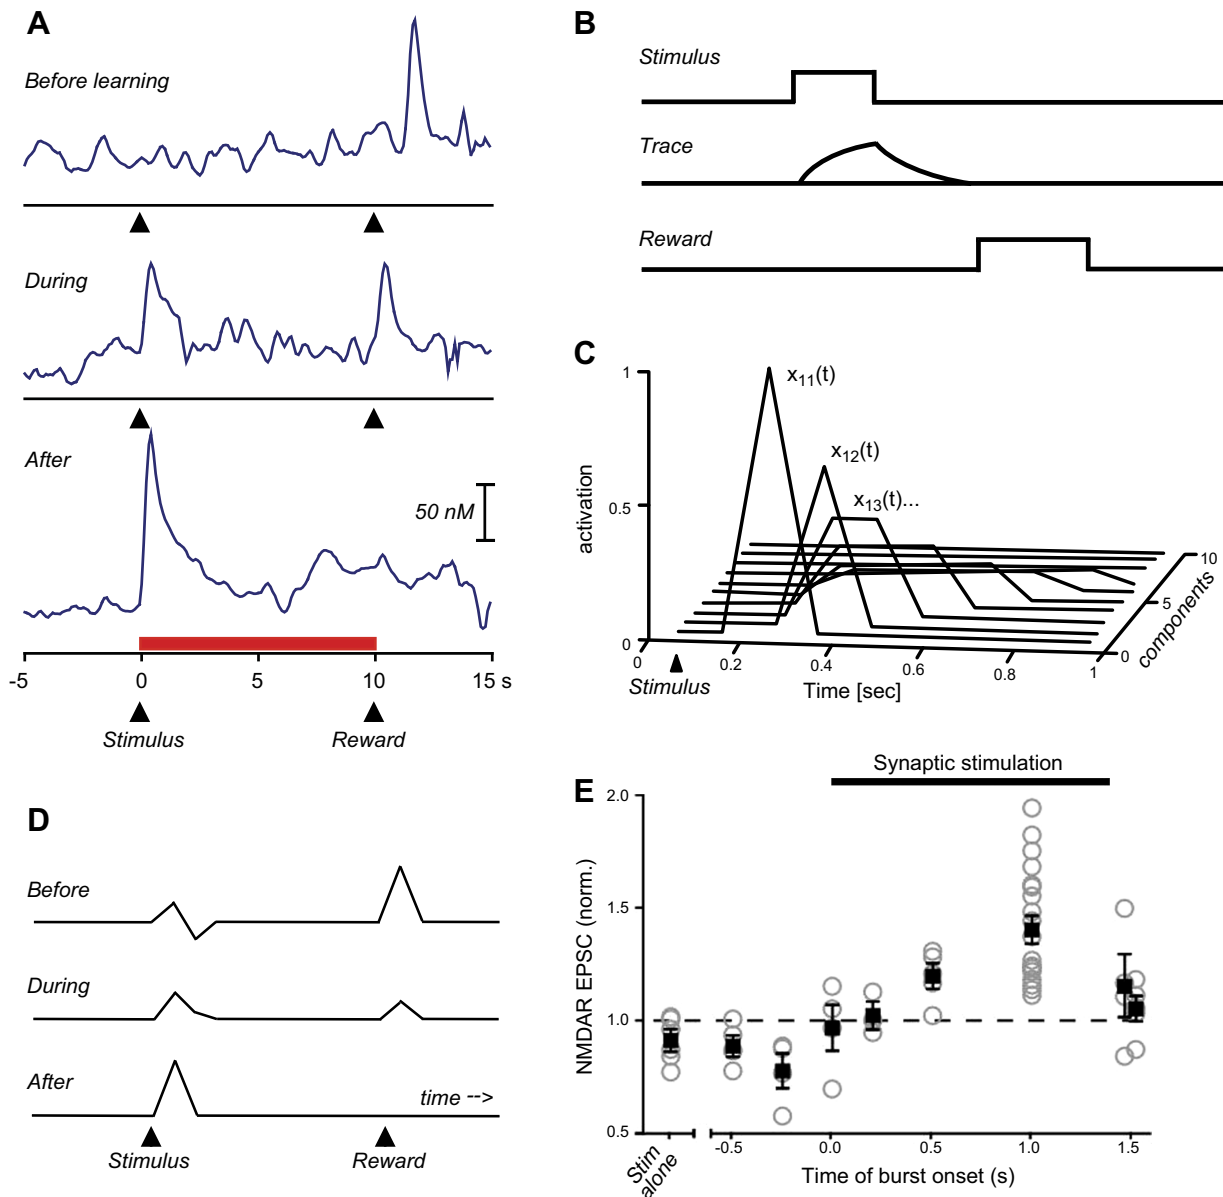 A
Before learning
During
After
50 nM
-5
0
5
10
15 s
Stimulus
Reward
B
Stimulus
Trace
Reward
C
1
0.5
0
activation
x11(t)
x12(t)
x13(t)...
0
0.2
0.4
0.6
0.8
1
Time [sec]
Stimulus
0
5
10
components
D
Before
During
After
time -->
Stimulus
Reward
E
Synaptic stimulation
2.0
1.5
1.0
0.5
NMDAR EPSC (norm.)
Stim
alone
-0.5
0.0
0.5
1.0
1.5
Time of burst onset (s)